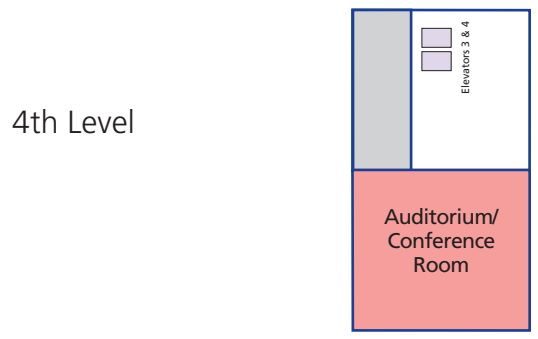 4th Level
Elevators 3 & 4
Auditorium/
Conference
Room